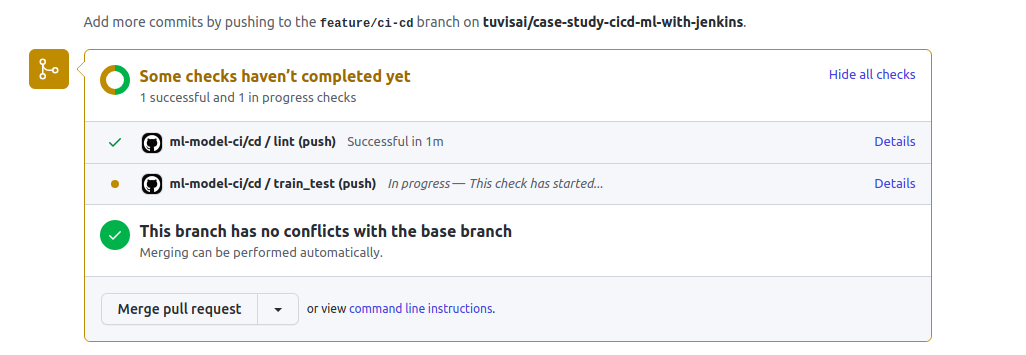 Add more commits by pushing to the feature/ci-cd branch on tuvisai/case-study-cicd-ml-with-jenkins.
Some checks haven’t completed yet
Hide all checks
1 successful and 1 in progress checks
ml-model-ci/cd / lint (push) Successful in 1m Details
ml-model-ci/cd / train_test (push) In progress — This check has started... Details
This branch has no conflicts with the base branch
Merging can be performed automatically.
Merge pull request or view command line instructions.